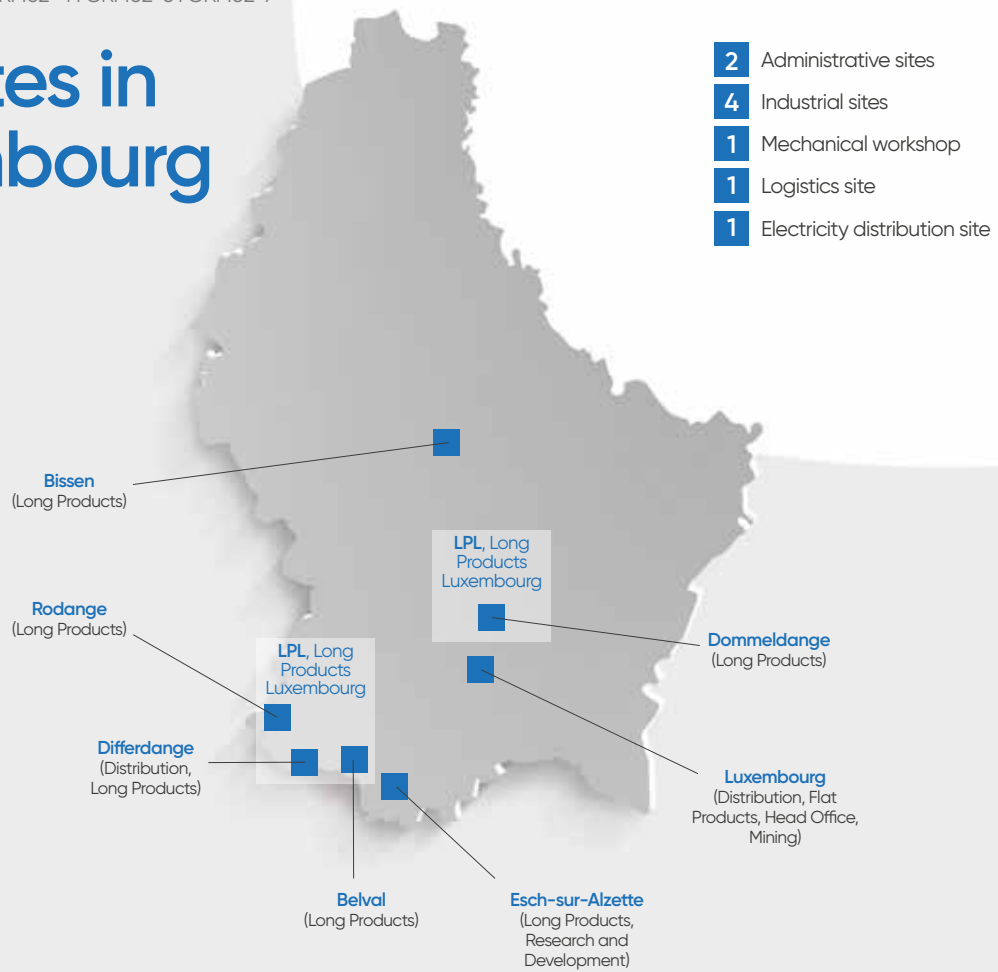 2 Administrative sites
4 Industrial sites
1 Mechanical workshop
1 Logistics site
1 Electricity distribution site
Bissen
(Long Products)
LPL, Long
Products
Luxembourg
Rodange
(Long Products)
Dommeldange
(Long Products)
LPL, Long
Products
Luxembourg
Differdange
(Distribution,
Long Products)
Luxembourg
(Distribution, Flat
Products, Head Office,
Mining)
Belval
(Long Products)
Esch-sur-Alzette
(Long Products,
Research and
Development)
in